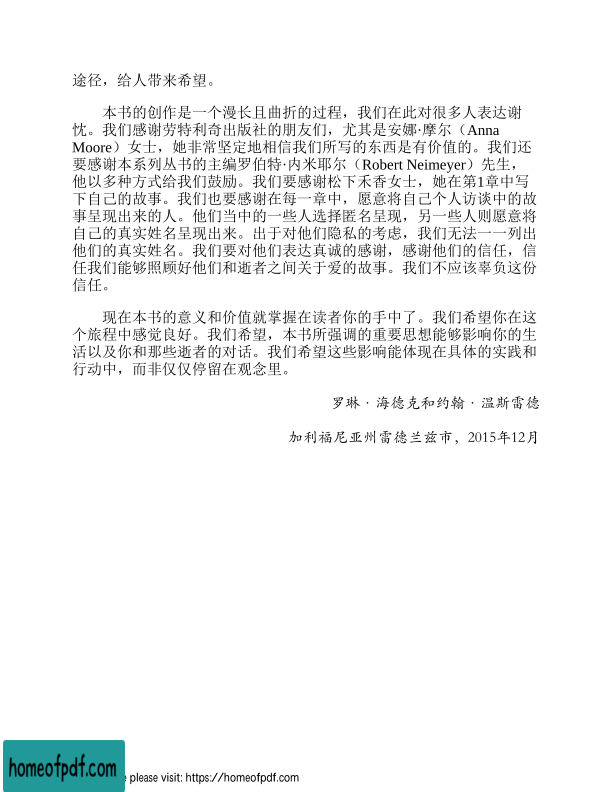 途径，给人带来希望。
本书的创作是一个漫长且曲折的过程，我们在此对很多人表达谢
忱。我们感谢劳特利奇出版社的朋友们，尤其是安娜·摩尔（Anna
Moore）女士，她非常坚定地相信我们所写的东西是有价值的。我们还
要感谢本系列丛书的主编罗伯特·内米耶尔（Robert Neimeyer）先生，
他以多种方式给我们鼓励。我们要感谢松下禾香女士，她在第1章中写
下自己的故事。我们也要感谢在每一章中，愿意将自己个人访谈中的故
事呈现出来的人。他们当中的一些人选择匿名呈现，另一些人则愿意将
自己的真实姓名呈现出来。出于对他们隐私的考虑，我们无法一一列出
他们的真实姓名。我们要对他们表达真诚的感谢，感谢他们的信任，信
任我们能够照顾好他们和逝者之间关于爱的故事。我们不应该辜负这份
信任。
现在本书的意义和价值就掌握在读者你的手中了。我们希望你在这
个旅程中感觉良好。我们希望，本书所强调的重要思想能够影响你的生
活以及你和那些逝者的对话。我们希望这些影响能体现在具体的实践和
行动中，而非仅仅停留在观念里。
罗琳·海德克和约翰·温斯雷德
加利福尼亚州雷德兰兹市，2015年12月
homeofpdf.com
e please visit: https://homeofpdf.com